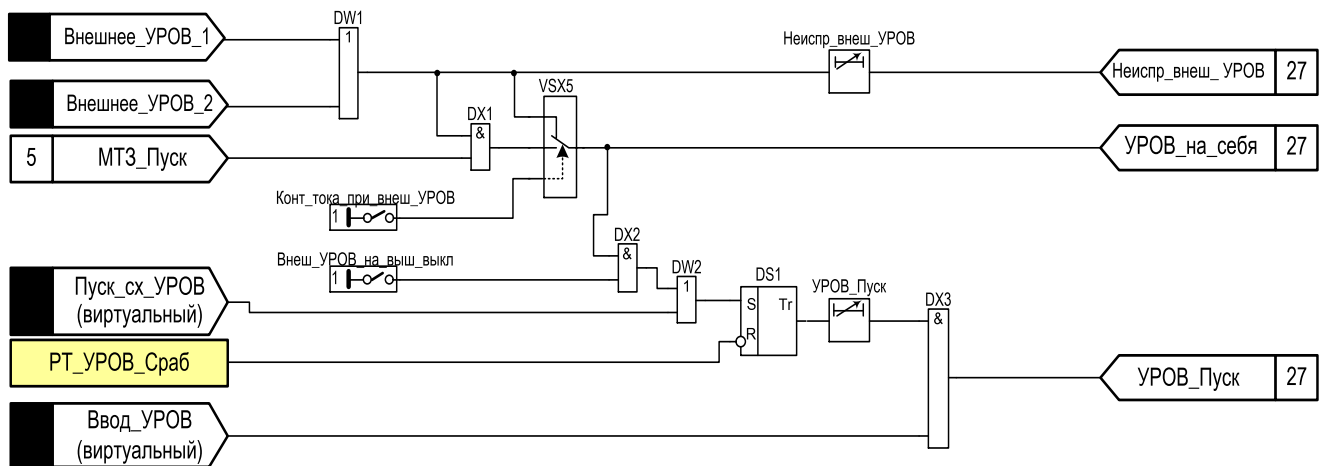 DW1
Внешнее_УРОВ_1
1
Неиспр_внеш_УРОВ
Неиспр_внеш_ УРОВ 27
VSX5
Внешнее_УРОВ_2
DX1
&
5 МТЗ_Пуск
УРОВ_на_себя 27
Конт_тока_при_внеш_УРОВ
1
DX2
&
Внеш_УРОВ_на_выш_выкл
1
DW2
1
DS1
S Tr
R
УРОВ_Пуск
DX3
&
Пуск_сх_УРОВ
(виртуальный)
РТ_УРОВ_Сраб
УРОВ_Пуск 27
Ввод_УРОВ
(виртуальный)